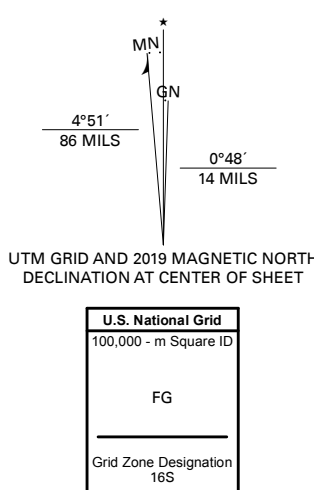 MN
GN
4°51´
86 MILS
0°48´
14 MILS
UTM GRID AND 2019 MAGNETIC NORTH
DECLINATION AT CENTER OF SHEET
U.S. National Grid
100,000 - m Square ID
FG
Grid Zone Designation
16S